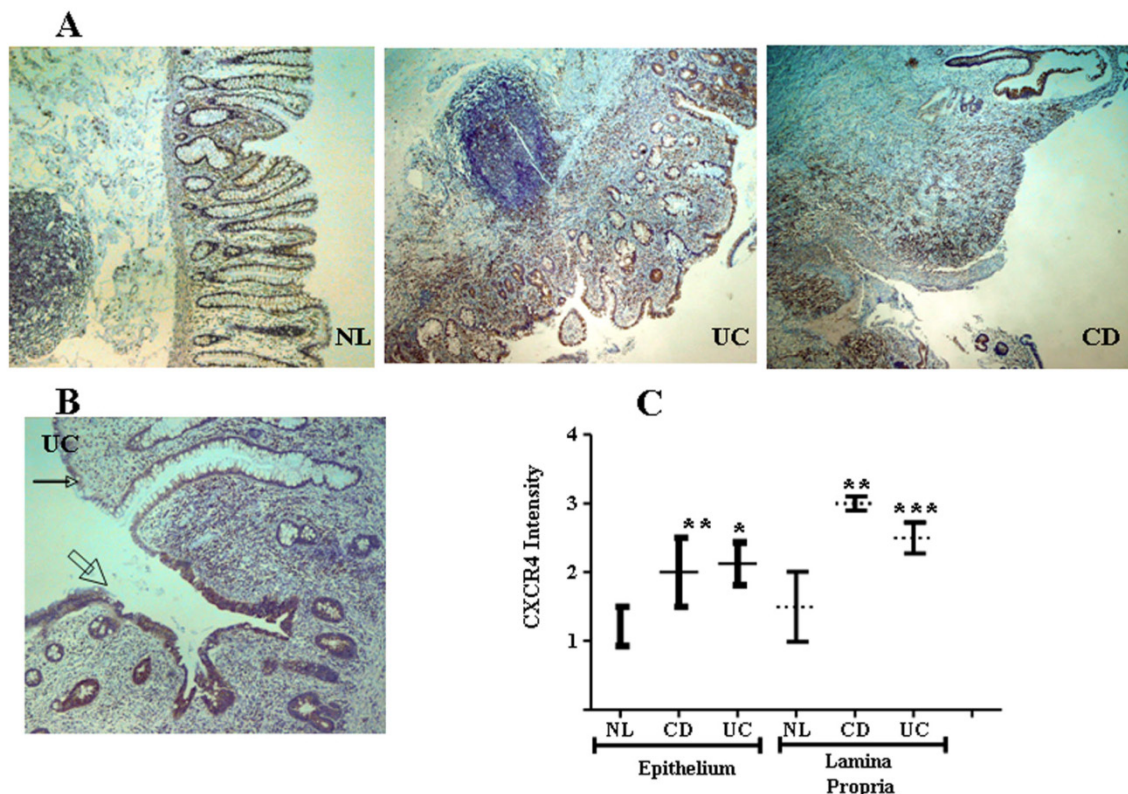 A
NL
UC
CD
B
UC
C
4
3
2
1
CXCR4 Intensity
**
*
**
***
NL CD UC NL CD UC
Epithelium
Lamina
Propria